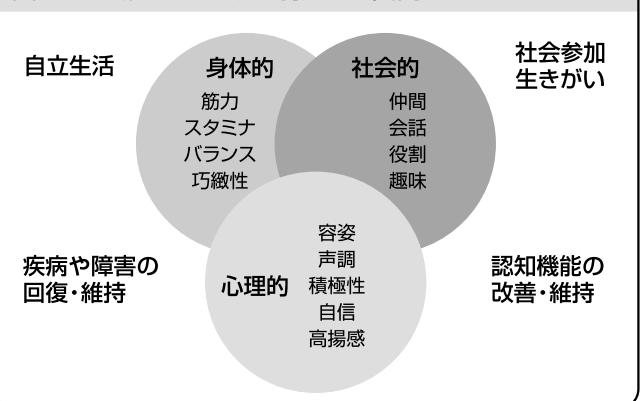 自立生活
身体的
筋力
スタミナ
バランス
巧緻性
社会的
仲間
会話
役割
趣味
社会参加
生きがい
疾病や障害の
回復・維持
心理的
容姿
声調
積極性
自信
高揚感
認知機能の
改善・維持